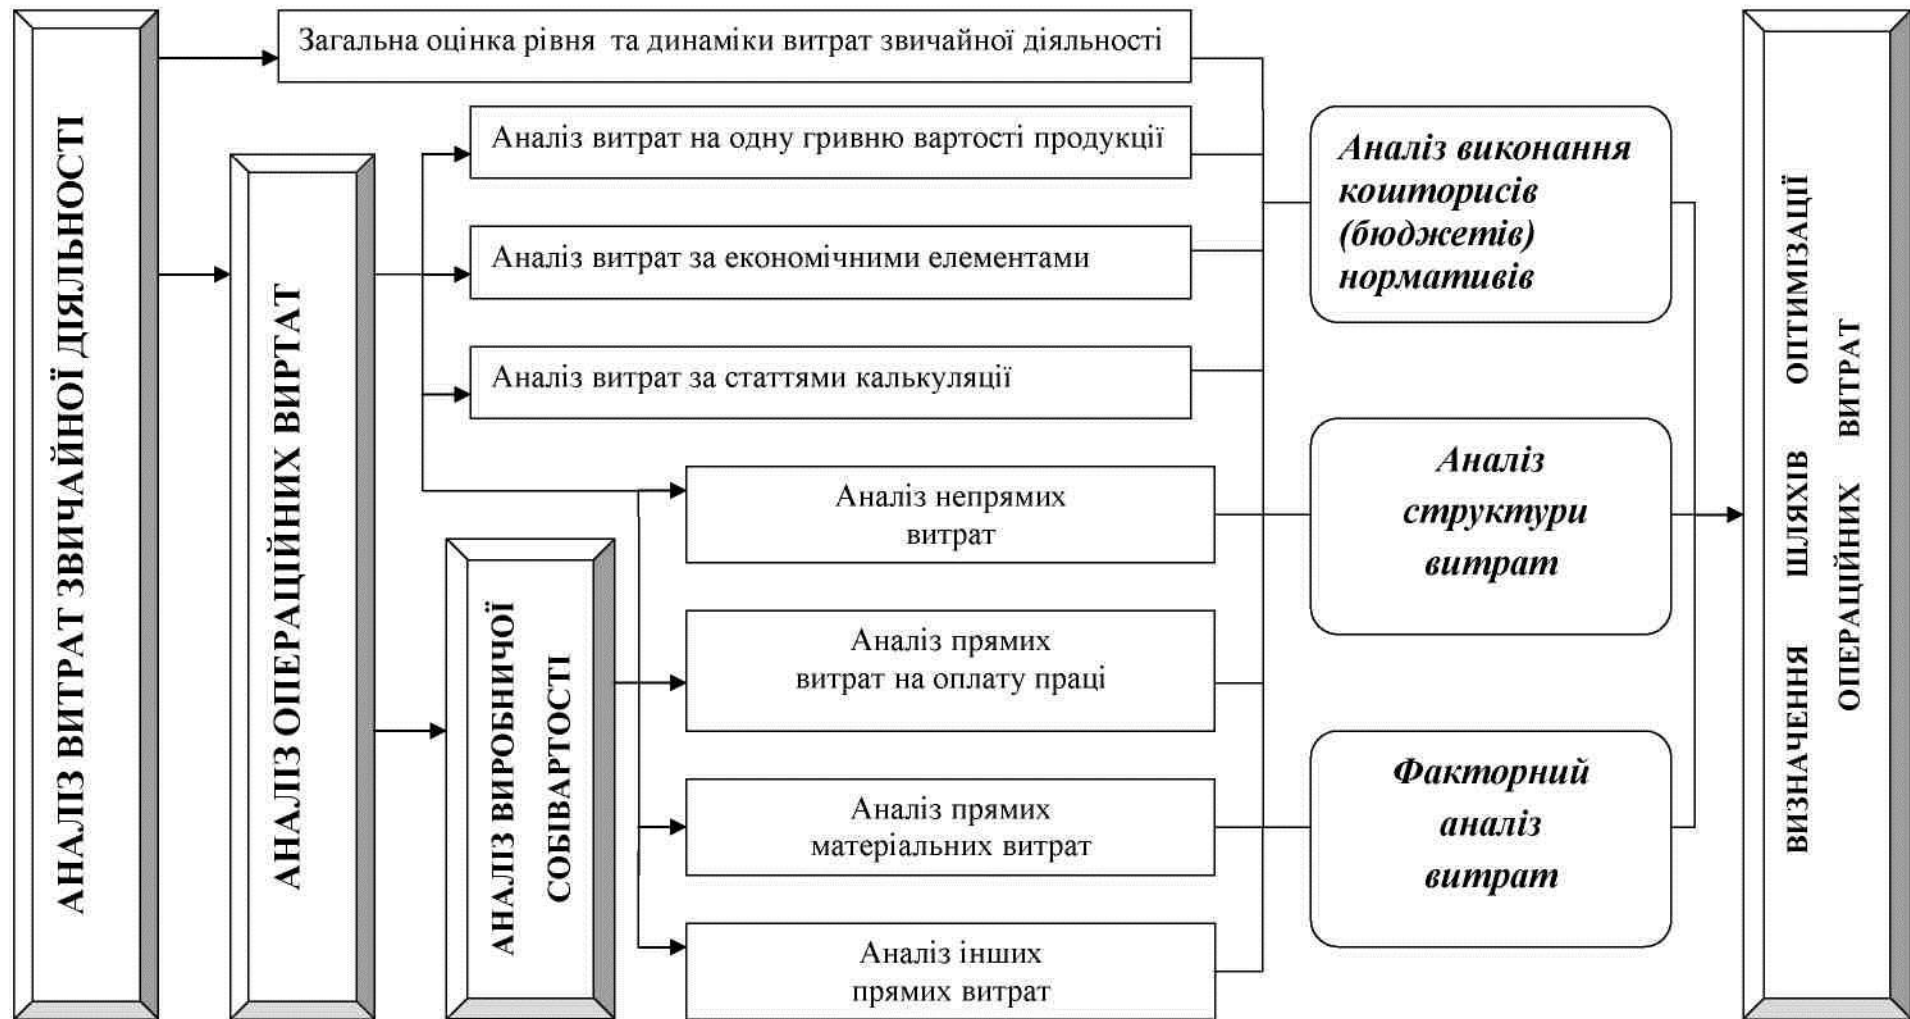 АНАЛІЗ ВИТРАТ ЗВИЧАЙНОЇ ДІЯЛЬНОСТІ
АНАЛІЗ ОПЕРАЦІЙНИХ ВИРТАТ
АНАЛІЗ ВИРОБНИЧОЇ
СОБІВАРТОСТІ
Загальна оцінка рівня та динаміки витрат звичайної діяльності
Аналіз витрат на одну гривню вартості продукції
Аналіз витрат за економічними елементами
Аналіз витрат за статтями калькуляції
Аналіз непрямих
витрат
Аналіз прямих
витрат на оплату праці
Аналіз прямих
матеріальних витрат
Аналіз інших
прямих витрат
Аналіз виконання
кошторисів
(бюджетів)
нормативів
Аналіз
структури
витрат
Факторний
аналіз
витрат
ВИЗНАЧЕННЯ ШЛЯХІВ ОПТИМИЗАЦІЇ
ОПЕРАЦІЙНИХ ВИТРАТ